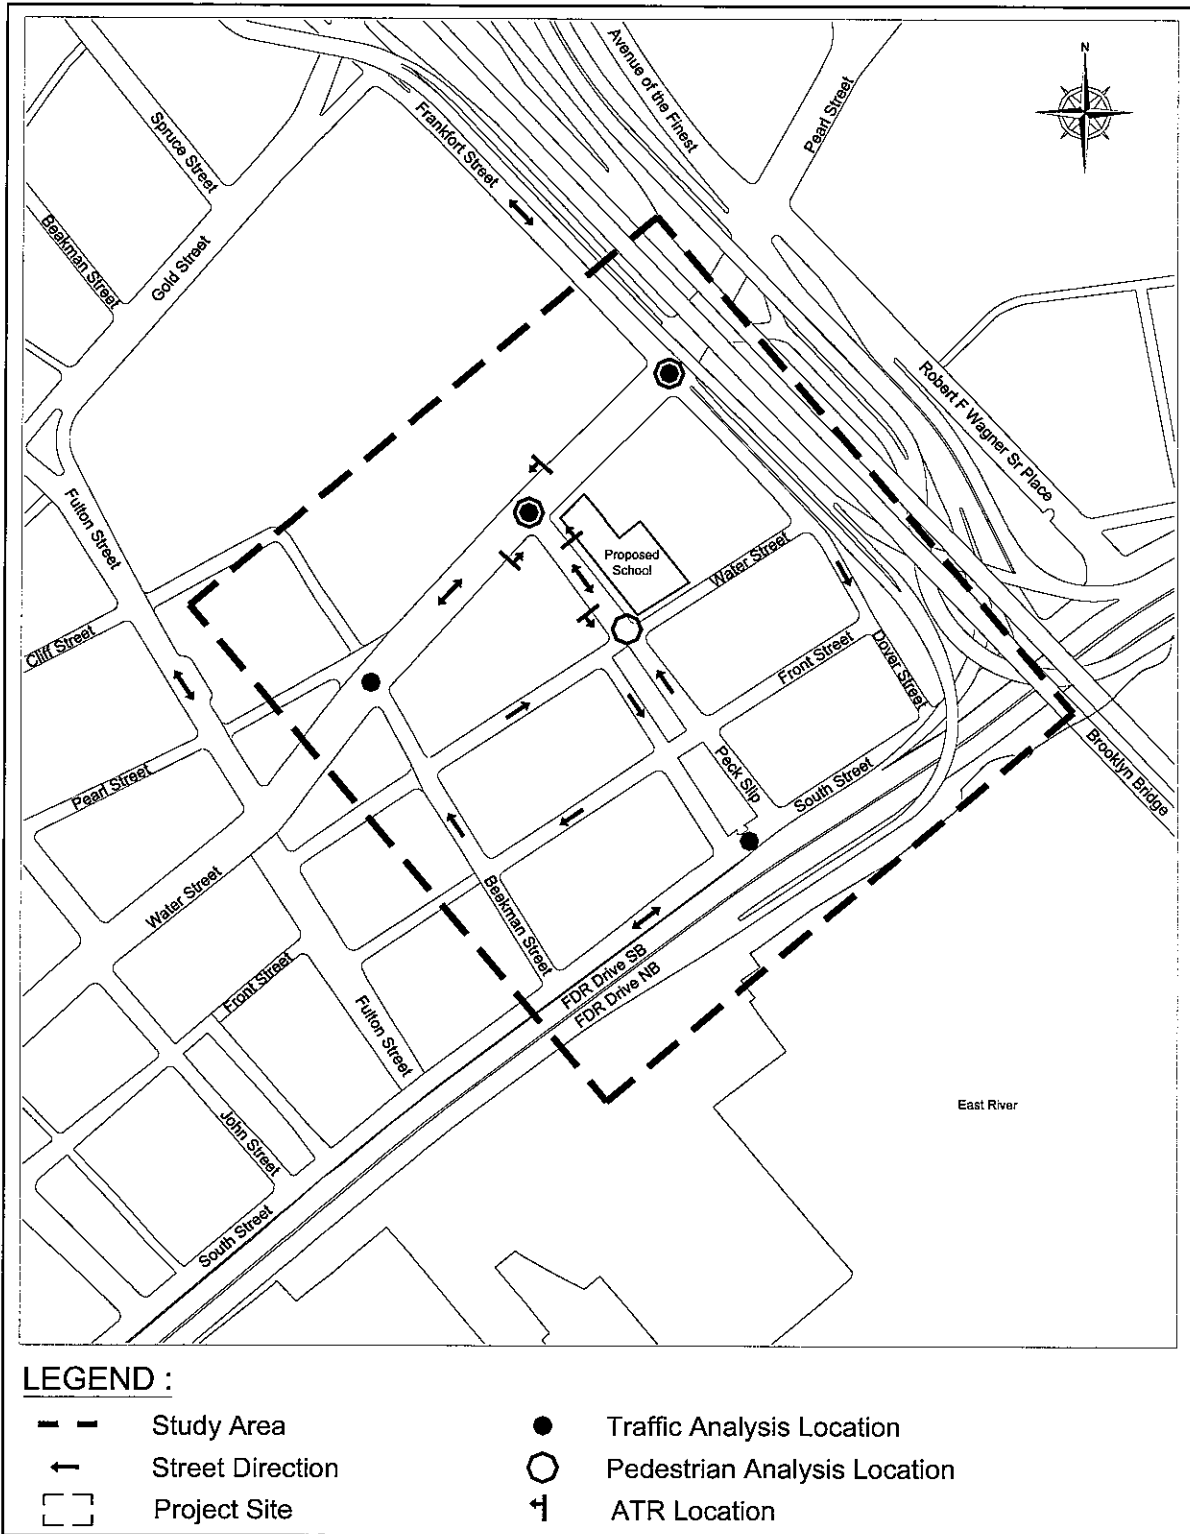 N
Avenue of the Finest
Pearl Street
Spruce Street
Frankfort Street
Beakman Street
Gold Street
Robert F Wagner Sr Place
Fulton Street
Proposed
School
Water Street
Cliff Street
Front Street
Dover Street
Pearl Street
Peck Slip
South Street
Brooklyn Bridge
Water Street
Beekman Street
FDR Drive SB
FDR Drive NB
Front Street
Fulton Street
East River
John Street
South Street
LEGEND :
Study Area
Traffic Analysis Location
Street Direction
Pedestrian Analysis Location
Project Site
ATR Location